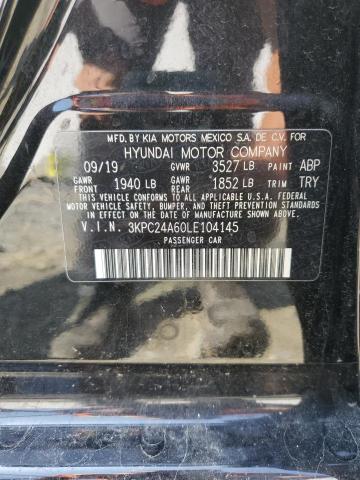 MFD. BY KIA MOTORS MEXICO S.A. DE C.V. FOR
HYUNDAI MOTOR COMPANY
09/19 GVWR 3527 LB PAINT ABP
GAWR FRONT 1940 LB GAWR REAR 1852 LB TRIM TRY
THIS VEHICLE CONFORMS TO ALL APPLICABLE U.S.A. FEDERAL
MOTOR VEHICLE SAFETY, BUMPER, AND THEFT PREVENTION
STANDARDS IN EFFECT ON THE DATE OF MANUFACTURE SHOWN ABOVE.
V.I.N. 3KPC24A60LE104145
PASSENGER CAR